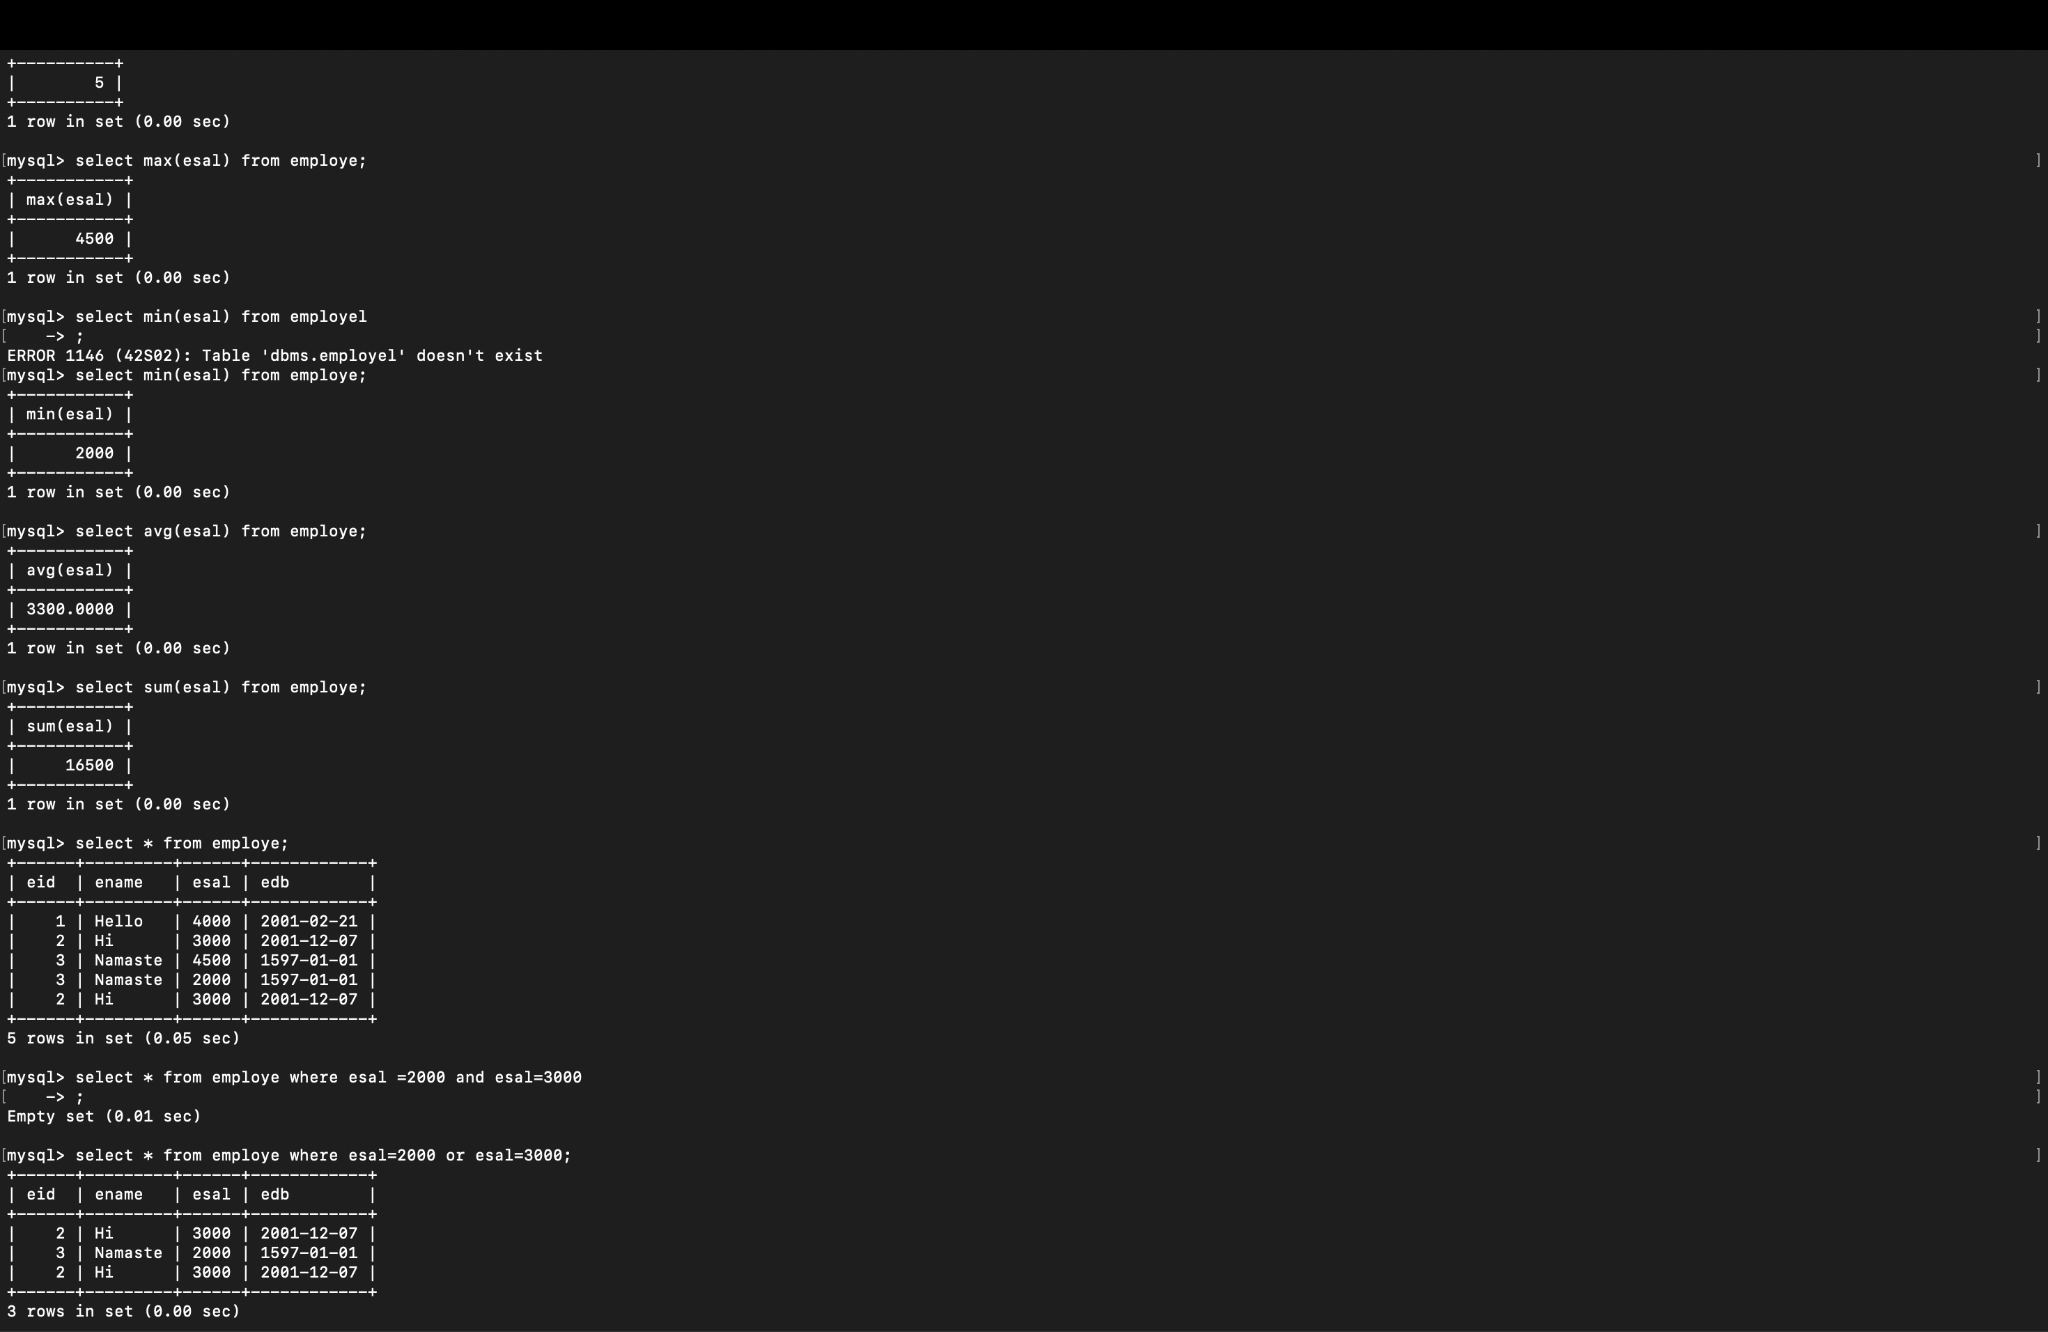 +----------+
|        5 |
+----------+
1 row in set (0.00 sec)

[mysql> select max(esal) from employe; ]
+-----------+
| max(esal) |
+-----------+
|      4500 |
+-----------+
1 row in set (0.00 sec)

[mysql> select min(esal) from employel ]
[    -> ; ]
ERROR 1146 (42S02): Table 'dbms.employel' doesn't exist
[mysql> select min(esal) from employe; ]
+-----------+
| min(esal) |
+-----------+
|      2000 |
+-----------+
1 row in set (0.00 sec)

[mysql> select avg(esal) from employe; ]
+-----------+
| avg(esal) |
+-----------+
| 3300.0000 |
+-----------+
1 row in set (0.00 sec)

[mysql> select sum(esal) from employe; ]
+-----------+
| sum(esal) |
+-----------+
|     16500 |
+-----------+
1 row in set (0.00 sec)

[mysql> select * from employe; ]
+------+---------+------+------------+
| eid  | ename   | esal | edb        |
+------+---------+------+------------+
|    1 | Hello   | 4000 | 2001-02-21 |
|    2 | Hi      | 3000 | 2001-12-07 |
|    3 | Namaste | 4500 | 1597-01-01 |
|    3 | Namaste | 2000 | 1597-01-01 |
|    2 | Hi      | 3000 | 2001-12-07 |
+------+---------+------+------------+
5 rows in set (0.05 sec)

[mysql> select * from employe where esal =2000 and esal=3000 ]
[    -> ; ]
Empty set (0.01 sec)

[mysql> select * from employe where esal=2000 or esal=3000; ]
+------+---------+------+------------+
| eid  | ename   | esal | edb        |
+------+---------+------+------------+
|    2 | Hi      | 3000 | 2001-12-07 |
|    3 | Namaste | 2000 | 1597-01-01 |
|    2 | Hi      | 3000 | 2001-12-07 |
+------+---------+------+------------+
3 rows in set (0.00 sec)